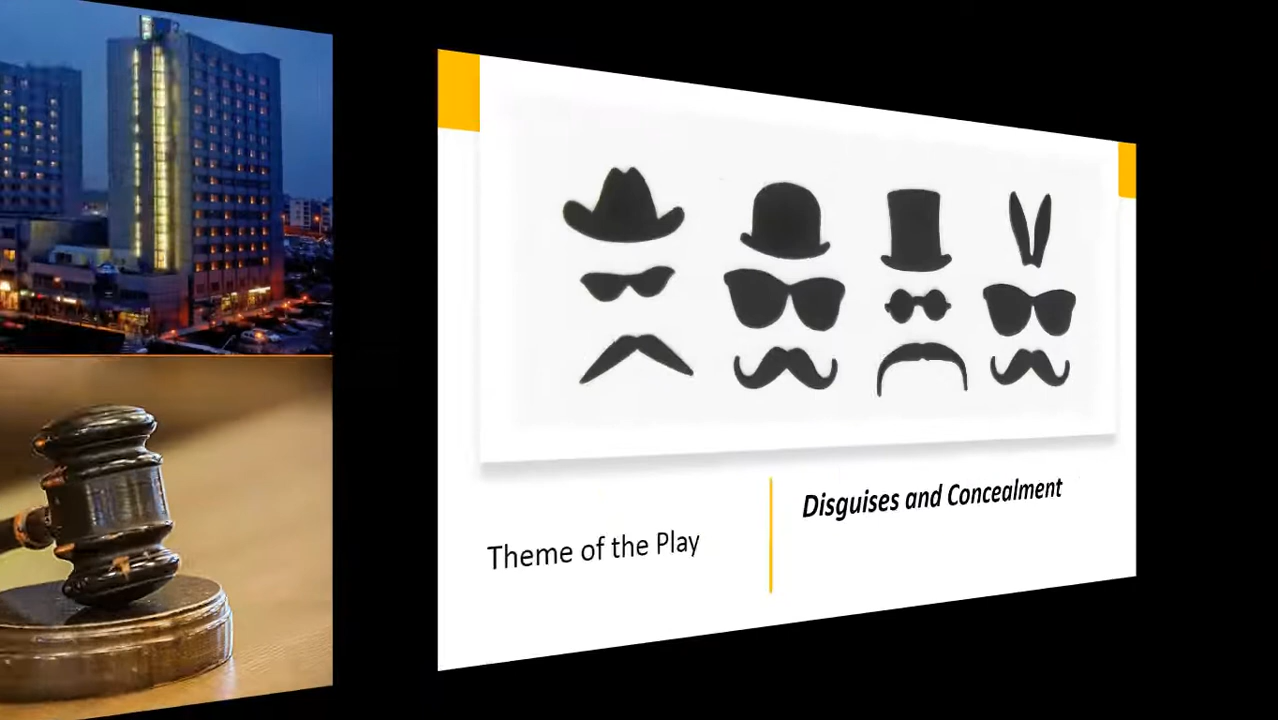 Theme of the Play
Disguises and Concealment